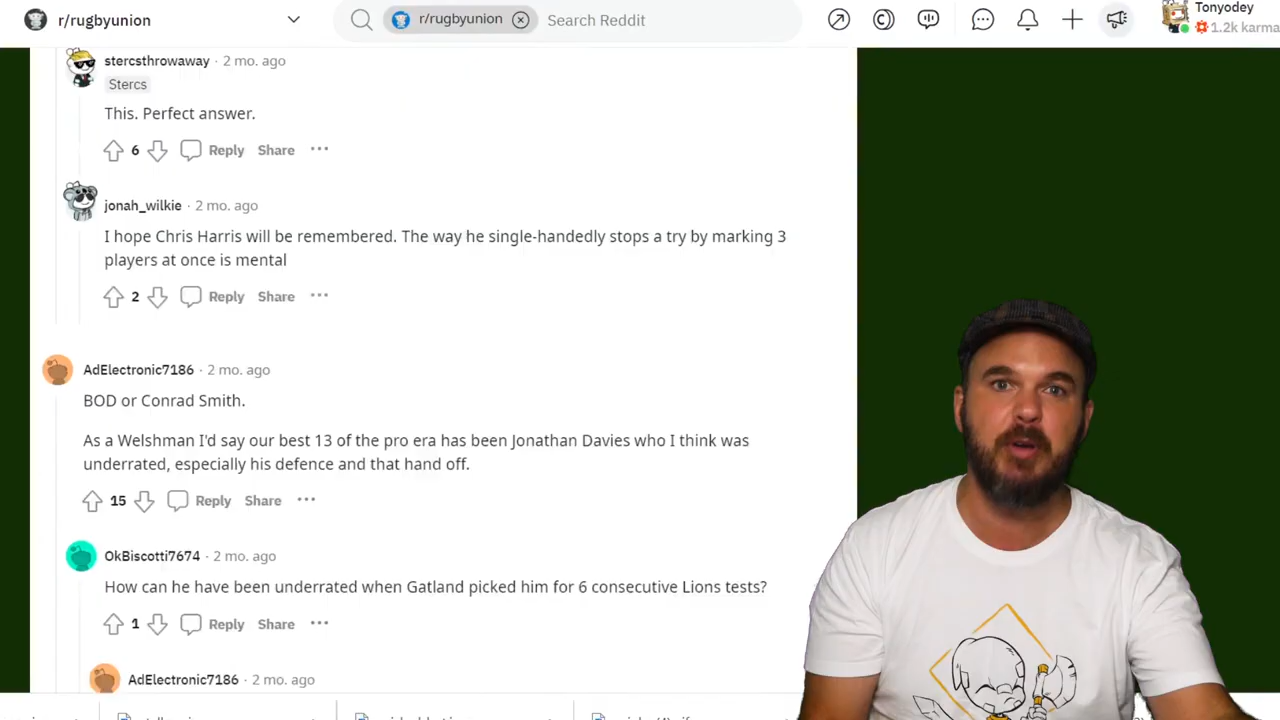 r/rugbyunion
r/rugbyunion
Search Reddit
Tonyodey
1.2k karma
stercsthrowaway · 2 mo. ago
Stercs
This. Perfect answer.
6 Reply Share ···
jonah_wilkie · 2 mo. ago
I hope Chris Harris will be remembered. The way he single-handedly stops a try by marking 3
players at once is mental
2 Reply Share ···
AdElectronic7186 · 2 mo. ago
BOD or Conrad Smith.
As a Welshman I'd say our best 13 of the pro era has been Jonathan Davies who I think was
underrated, especially his defence and that hand off.
15 Reply Share ···
OkBiscotti7674 · 2 mo. ago
How can he have been underrated when Gatland picked him for 6 consecutive Lions tests?
1 Reply Share ···
AdElectronic7186 · 2 mo. ago